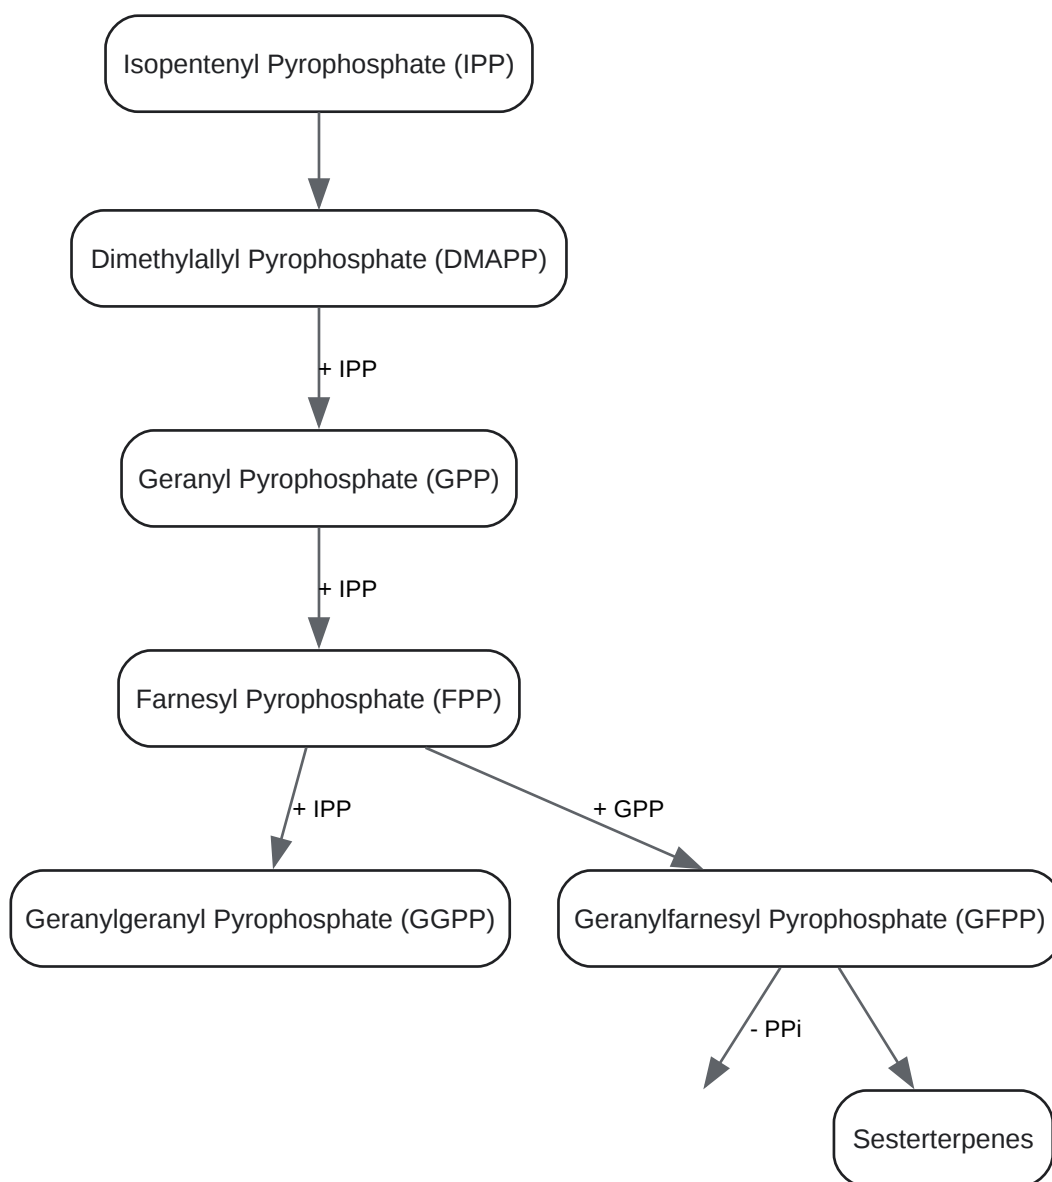 Isopentenyl Pyrophosphate (IPP)
Dimethylallyl Pyrophosphate (DMAPP)
+ IPP
Geranyl Pyrophosphate (GPP)
+ IPP
Farnesyl Pyrophosphate (FPP)
+ IPP
+ GPP
Geranylgeranyl Pyrophosphate (GGPP)
Geranylfarnesyl Pyrophosphate (GFPP)
- PPi
Sesterterpenes